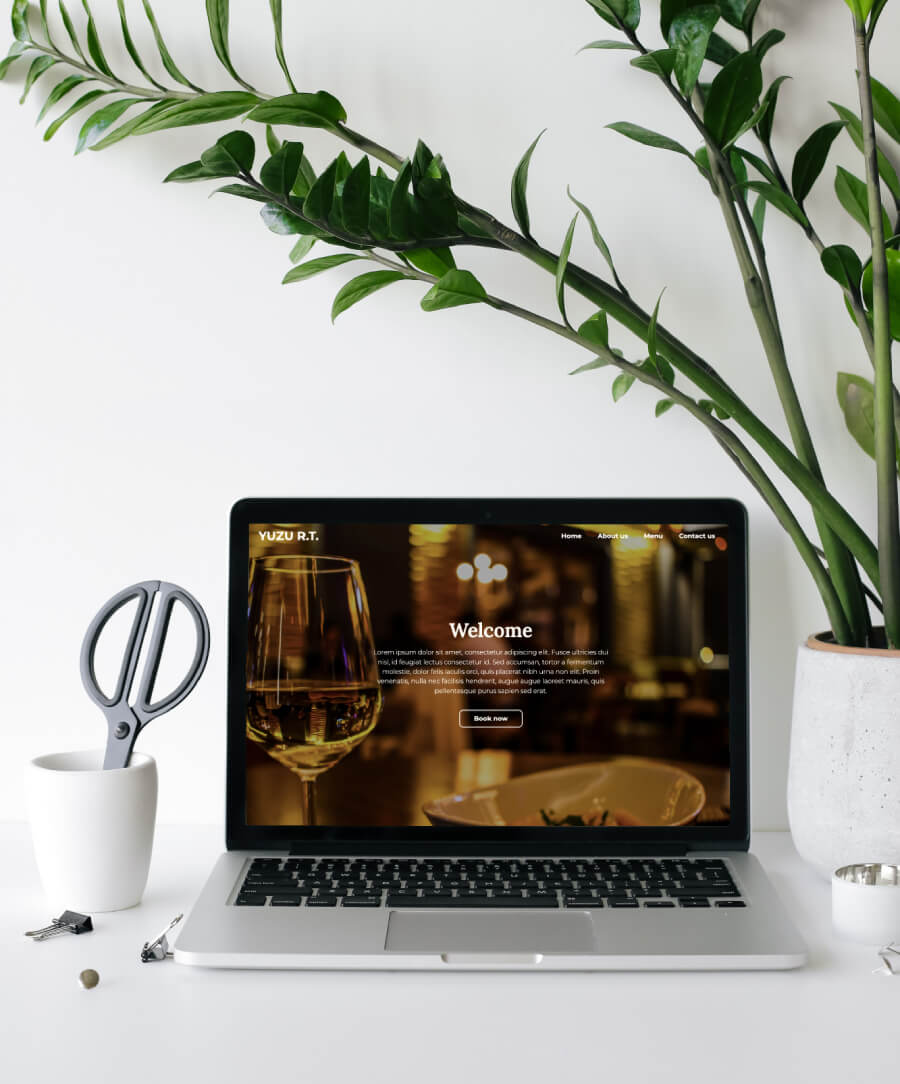 YUZU R.T.
Home About us Menu Contact us
Welcome
Lorem ipsum dolor sit amet, consectetur adipiscing elit. Fusce ultricies dui
nisi, id feugiat lectus consectetur id. Sed accumsan, tortor a fermentum
molestie, dolor felis iaculis orci, quis placerat nibh urna non elit. Proin
venenatis, nulla nec facilisis hendrerit, augue augue laoreet mauris, quis
pellentesque purus sapien sed erat.
Book now